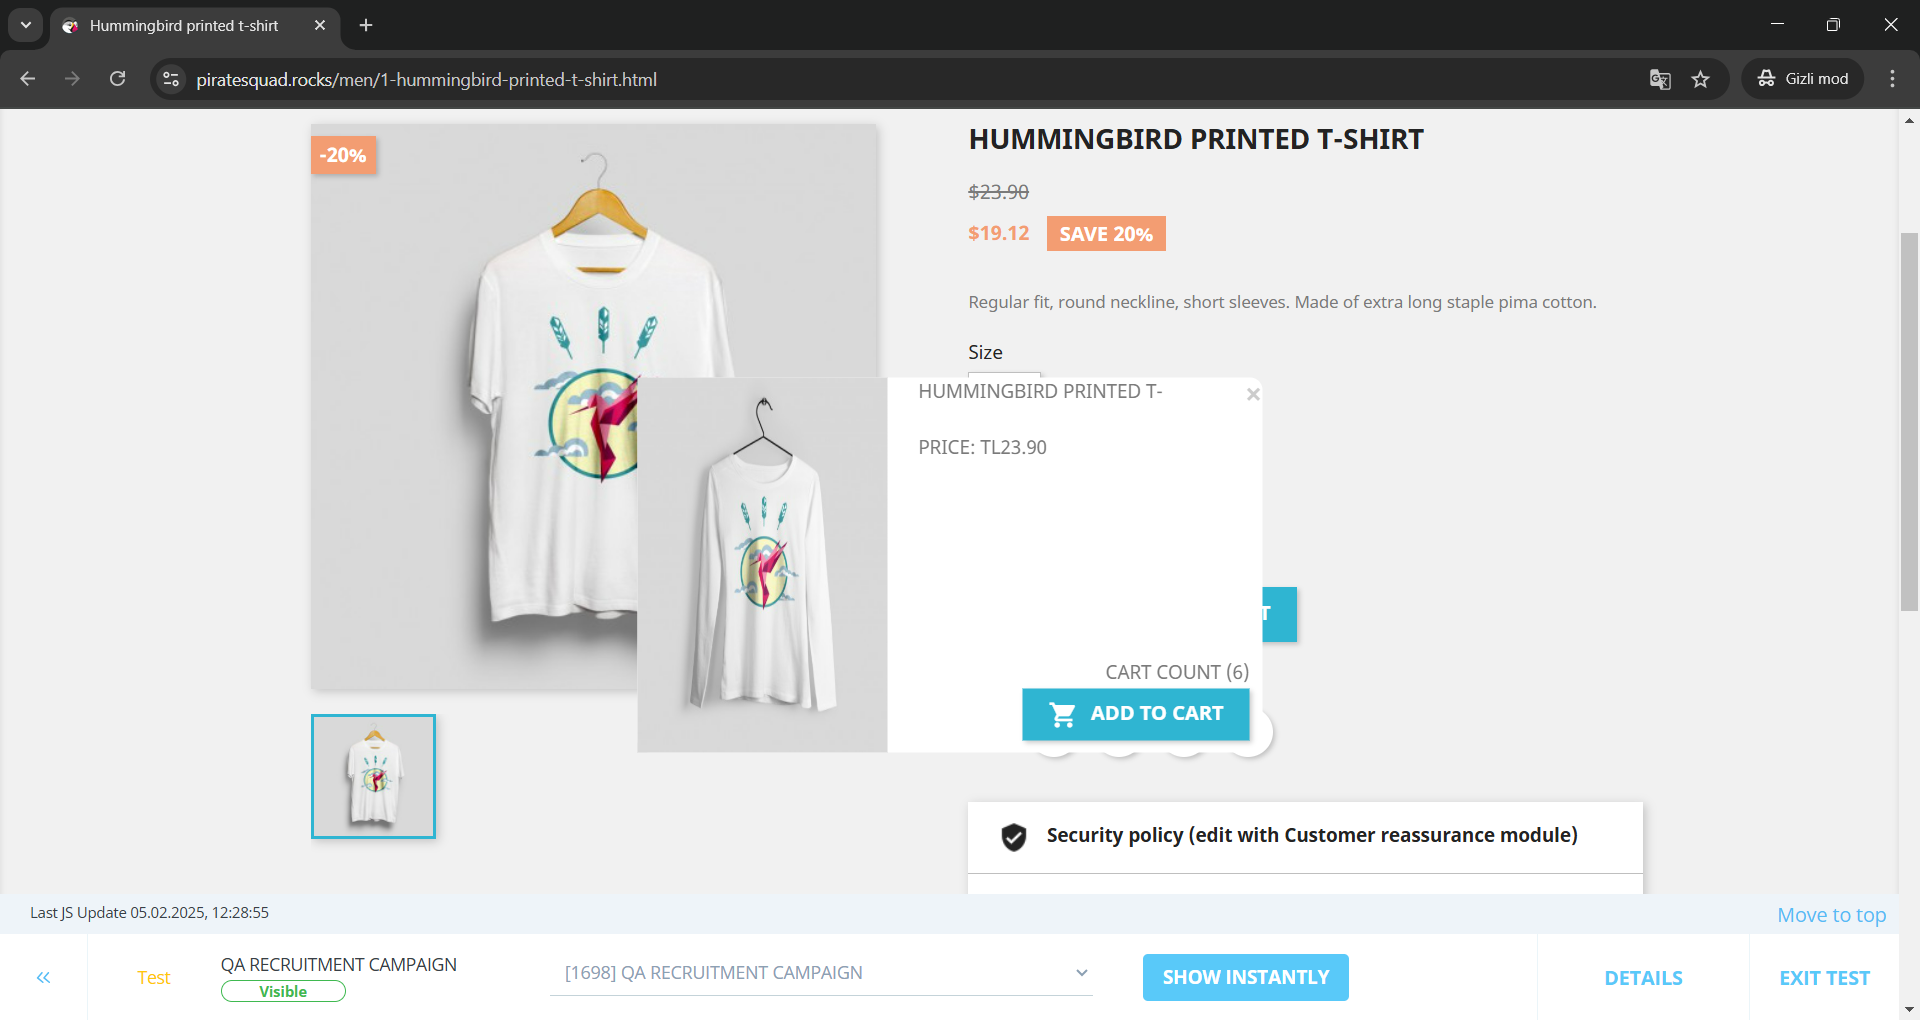 Hummingbird printed t-shirt
piratesquad.rocks/men/1-hummingbird-printed-t-shirt.html
Gizli mod
-20%
HUMMINGBIRD PRINTED T-SHIRT
$23.90
$19.12
SAVE 20%
Regular fit, round neckline, short sleeves. Made of extra long staple pima cotton.
Size
HUMMINGBIRD PRINTED T-
PRICE: TL23.90
T
CART COUNT (6)
ADD TO CART
Security policy (edit with Customer reassurance module)
Last JS Update 05.02.2025, 12:28:55
Move to top
Test
QA RECRUITMENT CAMPAIGN
Visible
[1698] QA RECRUITMENT CAMPAIGN
SHOW INSTANTLY
DETAILS
EXIT TEST